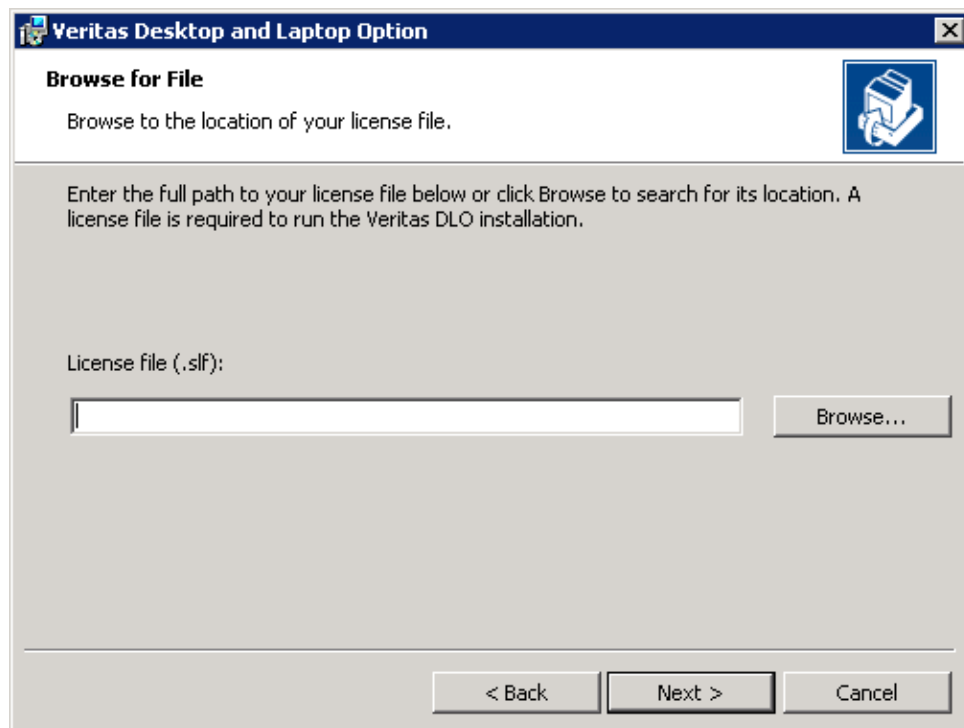 Veritas Desktop and Laptop Option
Browse for File
Browse to the location of your license file.
Enter the full path to your license file below or click Browse to search for its location. A
license file is required to run the Veritas DLO installation.
License file (.slf):
Browse...
< Back
Next >
Cancel